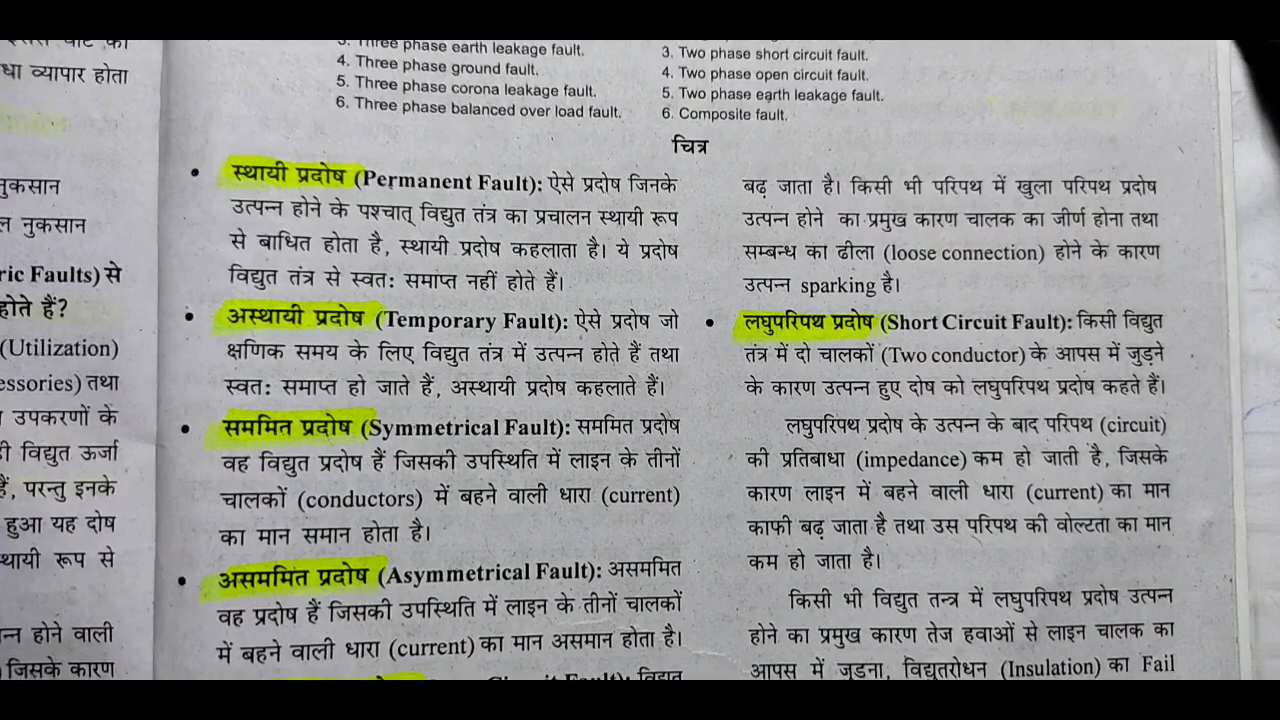 धा व्यापार होता
नुकसान
ल नुकसान
ric Faults) से
होते हैं?
(Utilization)
essories) तथा
उपकरणों के
ही विद्युत ऊर्जा
हैं, परन्तु इनके
हुआ यह दोष
स्थायी रूप से
न्न होने वाली
जिसके कारण
3. Three phase earth leakage fault.
4. Three phase ground fault.
5. Three phase corona leakage fault.
6. Three phase balanced over load fault.
3. Two phase short circuit fault.
4. Two phase open circuit fault.
5. Two phase earth leakage fault.
6. Composite fault.
चित्र
• स्थायी प्रदोष (Permanent Fault): ऐसे प्रदोष जिनके
उत्पन्न होने के पश्चात् विद्युत तंत्र का प्रचालन स्थायी रूप
से बाधित होता है, स्थायी प्रदोष कहलाता है। ये प्रदोष
विद्युत तंत्र से स्वतः समाप्त नहीं होते हैं।
• अस्थायी प्रदोष (Temporary Fault): ऐसे प्रदोष जो
क्षणिक समय के लिए विद्युत तंत्र में उत्पन्न होते हैं तथा
स्वतः समाप्त हो जाते हैं, अस्थायी प्रदोष कहलाते हैं।
• सममित प्रदोष (Symmetrical Fault): सममित प्रदोष
वह विद्युत प्रदोष हैं जिसकी उपस्थिति में लाइन के तीनों
चालकों (conductors) में बहने वाली धारा (current)
का मान समान होता है।
• असममित प्रदोष (Asymmetrical Fault): असममित
वह प्रदोष हैं जिसकी उपस्थिति में लाइन के तीनों चालकों
में बहने वाली धारा (current) का मान असमान होता है।
बढ़ जाता है। किसी भी परिपथ में खुला परिपथ प्रदोष
उत्पन्न होने का प्रमुख कारण चालक का जीर्ण होना तथा
सम्बन्ध का ढीला (loose connection) होने के कारण
उत्पन्न sparking है।
• लघुपरिपथ प्रदोष (Short Circuit Fault): किसी विद्युत
तंत्र में दो चालकों (Two conductor) के आपस में जुड़ने
के कारण उत्पन्न हुए दोष को लघुपरिपथ प्रदोष कहते हैं।
लघुपरिपथ प्रदोष के उत्पन्न के बाद परिपथ (circuit)
की प्रतिबाधा (impedance) कम हो जाती है, जिसके
कारण लाइन में बहने वाली धारा (current) का मान
काफी बढ़ जाता है तथा उस परिपथ की वोल्टता का मान
कम हो जाता है।
किसी भी विद्युत तन्त्र में लघुपरिपथ प्रदोष उत्पन्न
होने का प्रमुख कारण तेज हवाओं से लाइन चालक का
आपस में जुड़ना, विद्युतरोधन (Insulation) का Fail